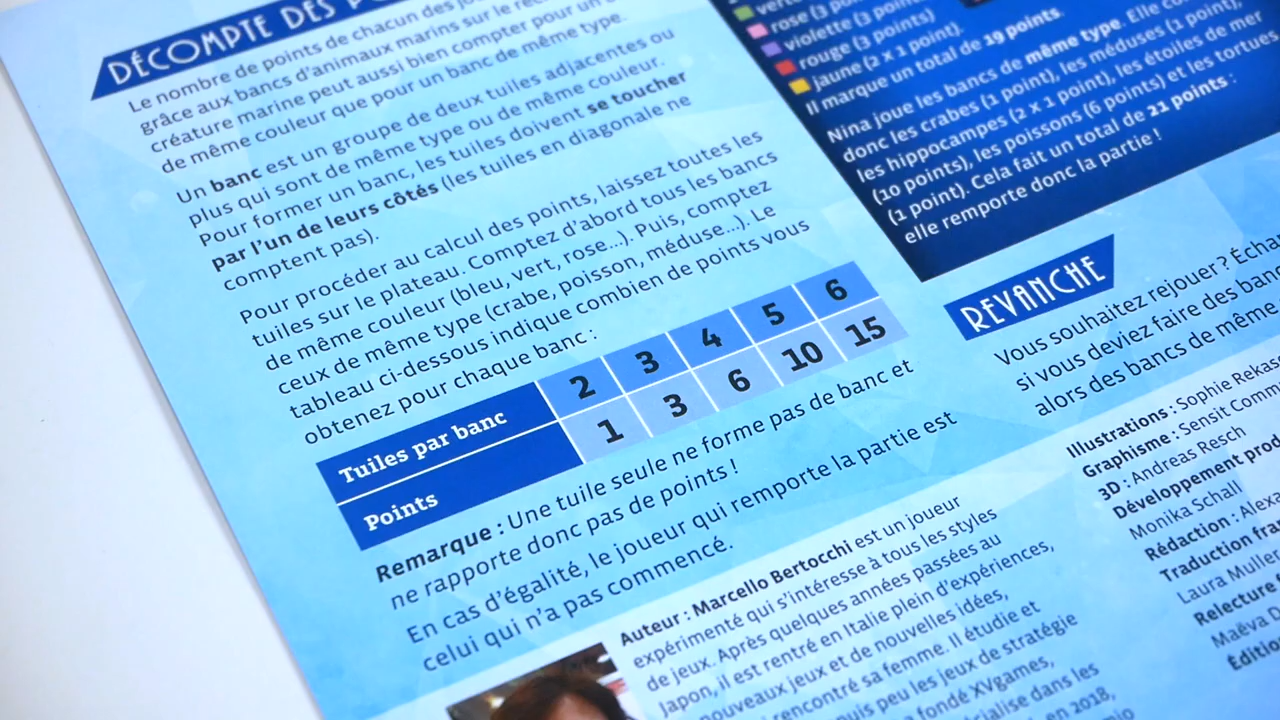 DÉCOMPTE DES
Le nombre de points de chacun des
grâce aux bancs d'animaux marins sur le
créature marine peut aussi bien compter pour un
de même couleur que pour un banc de même type.
Un banc est un groupe de deux tuiles adjacentes ou
plus qui sont de même type ou de même couleur.
Pour former un banc, les tuiles doivent se toucher
par l'un de leurs côtés (les tuiles en diagonale ne
comptent pas).
Pour procéder au calcul des points, laissez toutes les
tuiles sur le plateau. Comptez d'abord tous les bancs
de même couleur (bleu, vert, rose...). Puis, comptez
ceux de même type (crabe, poisson, méduse...). Le
tableau ci-dessous indique combien de points vous
obtenez pour chaque banc :
Tuiles par banc 2 3 4 5 6
Points 1 3 6 10 15
Remarque : Une tuile seule ne forme pas de banc et
ne rapporte donc pas de points !
En cas d'égalité, le joueur qui remporte la partie est
celui qui n'a pas commencé.
rose (3
violette (3 points)
rouge (3 points)
jaune (2 x 1 point).
Il marque un total de 19 points.
Nina joue les bancs de même type. Elle
donc les crabes (1 point), les méduses (1 point),
les hippocampes (2 x 1 point), les étoiles de mer
(10 points), les poissons (6 points) et les tortues
(1 point). Cela fait un total de 21 points :
elle remporte donc la partie !
REVANCHE
Vous souhaitez rejouer ?
si vous deviez faire des
alors des bancs de même
Auteur : Marcello Bertocchi est un joueur
expérimenté qui s'intéresse à tous les styles
de jeux. Après quelques années passées au
Japon, il est rentré en Italie plein d'expériences,
nouveaux jeux et de nouvelles idées,
rencontré sa femme. Il étudie et
depuis peu les jeux de stratégie
fondé XVgames,
dans les
en 2018,
Illustrations : Sophie
Graphisme : Sensit
3D : Andreas Resch
Développement
Monika Schall
Rédaction :
Traduction
Laura
Relecture
Maëva